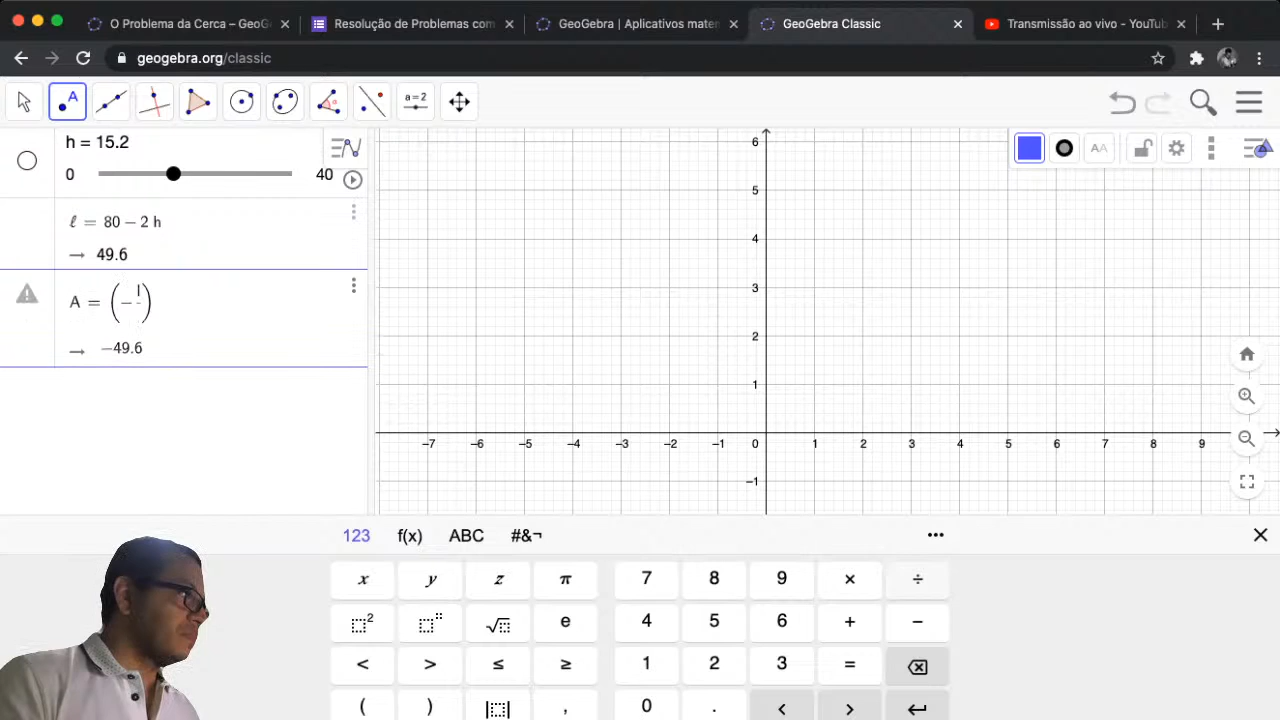 O Problema da Cerca – GeoG
Resolução de Problemas com
GeoGebra | Aplicativos mater
GeoGebra Classic
Transmissão ao vivo - YouTub
geogebra.org/classic
A
a=2
h = 15.2
0 40
ℓ = 80 − 2 h
→ 49.6
A = (− l/ )
→ −49.6
AA
6
5
4
3
2
1
−7 −6 −5 −4 −3 −2 −1 0 1 2 3 4 5 6 7 8 9
−1
123 f(x) ABC #&¬ •••
x y z π 7 8 9 × ÷
e 4 5 6 + −
< > ≤ ≥ 1 2 3 =
( ) , 0 . < >